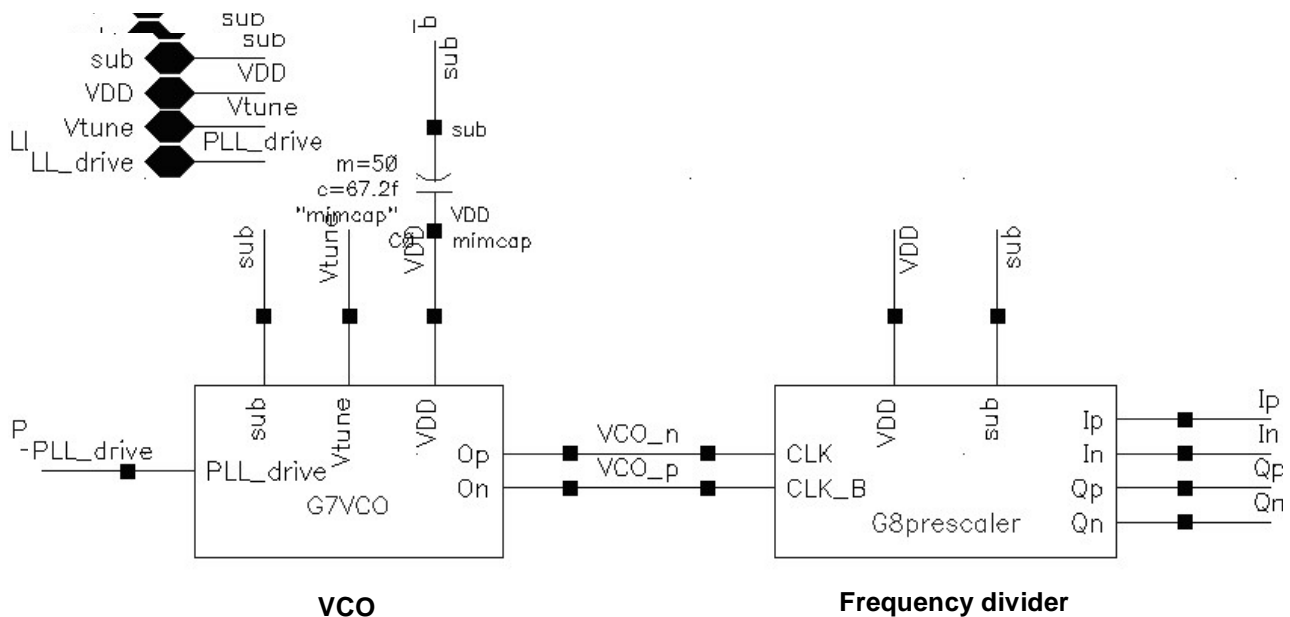 sub
sub
sub
VDD
VDD
Vtune
Vtune
PLL_drive
LL_drive
sub
sub
m=50
c=67.2f
"mimcap"
C0
VDD
mimcap
sub
Vtune
VDD
VDD
sub
sub
Vtune
VDD
VDD
sub
P
-PLL_drive
PLL_drive
G7VCO
Op
On
VCO_n
VCO_p
CLK
CLK_B
G8prescaler
Ip
In
Qp
Qn
Ip
In
Qp
Qn
VCO
Frequency divider